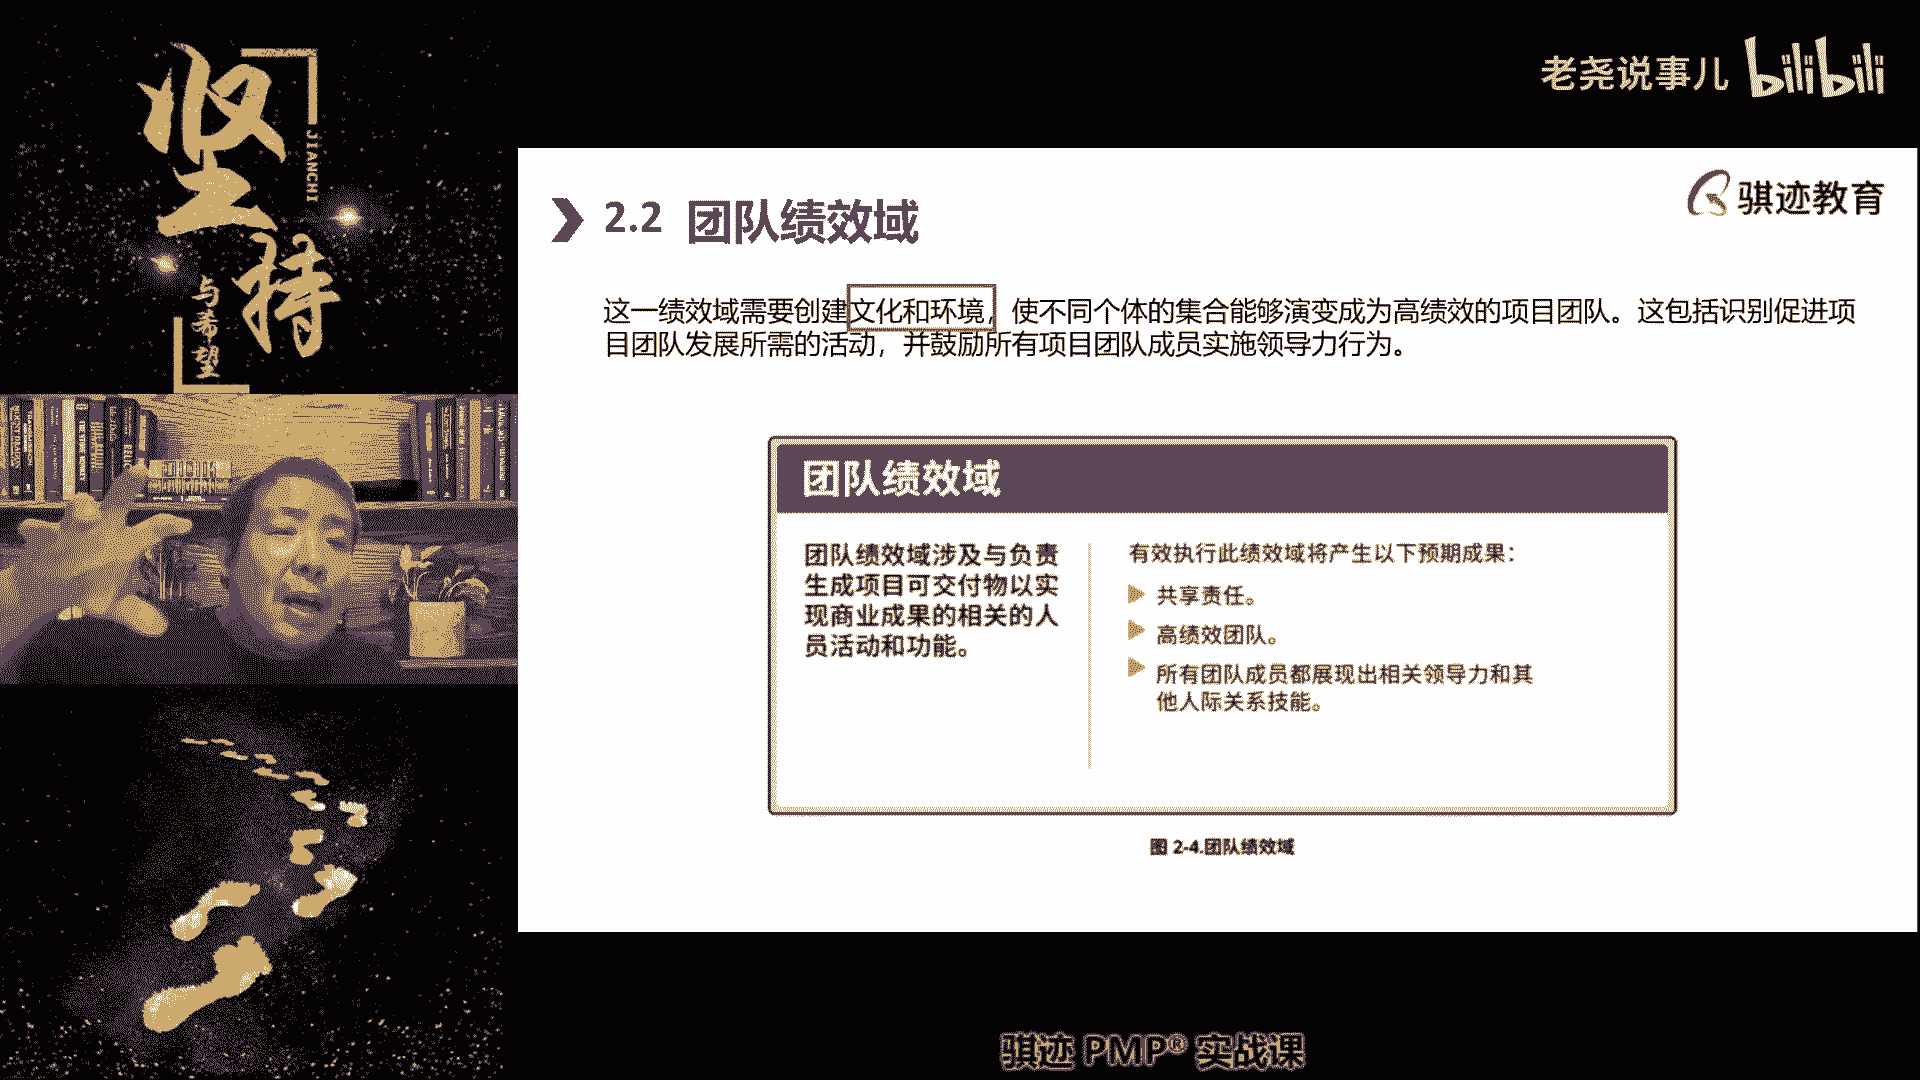 坚持
JIANCHI
与希望
老尧说事儿 bilibili
骐迹教育
2.2 团队绩效域
这一绩效域需要创建文化和环境，使不同个体的集合能够演变成为高绩效的项目团队。这包括识别促进项
目团队发展所需的活动，并鼓励所有项目团队成员实施领导力行为。
团队绩效域
团队绩效域涉及与负责
生成项目可交付物以实
现商业成果的相关的人
员活动和功能。
有效执行此绩效域将产生以下预期成果：
共享责任。
高绩效团队。
所有团队成员都展现出相关领导力和其
他人际关系技能。
图 2-4.团队绩效域
骐迹 PMP® 实战课